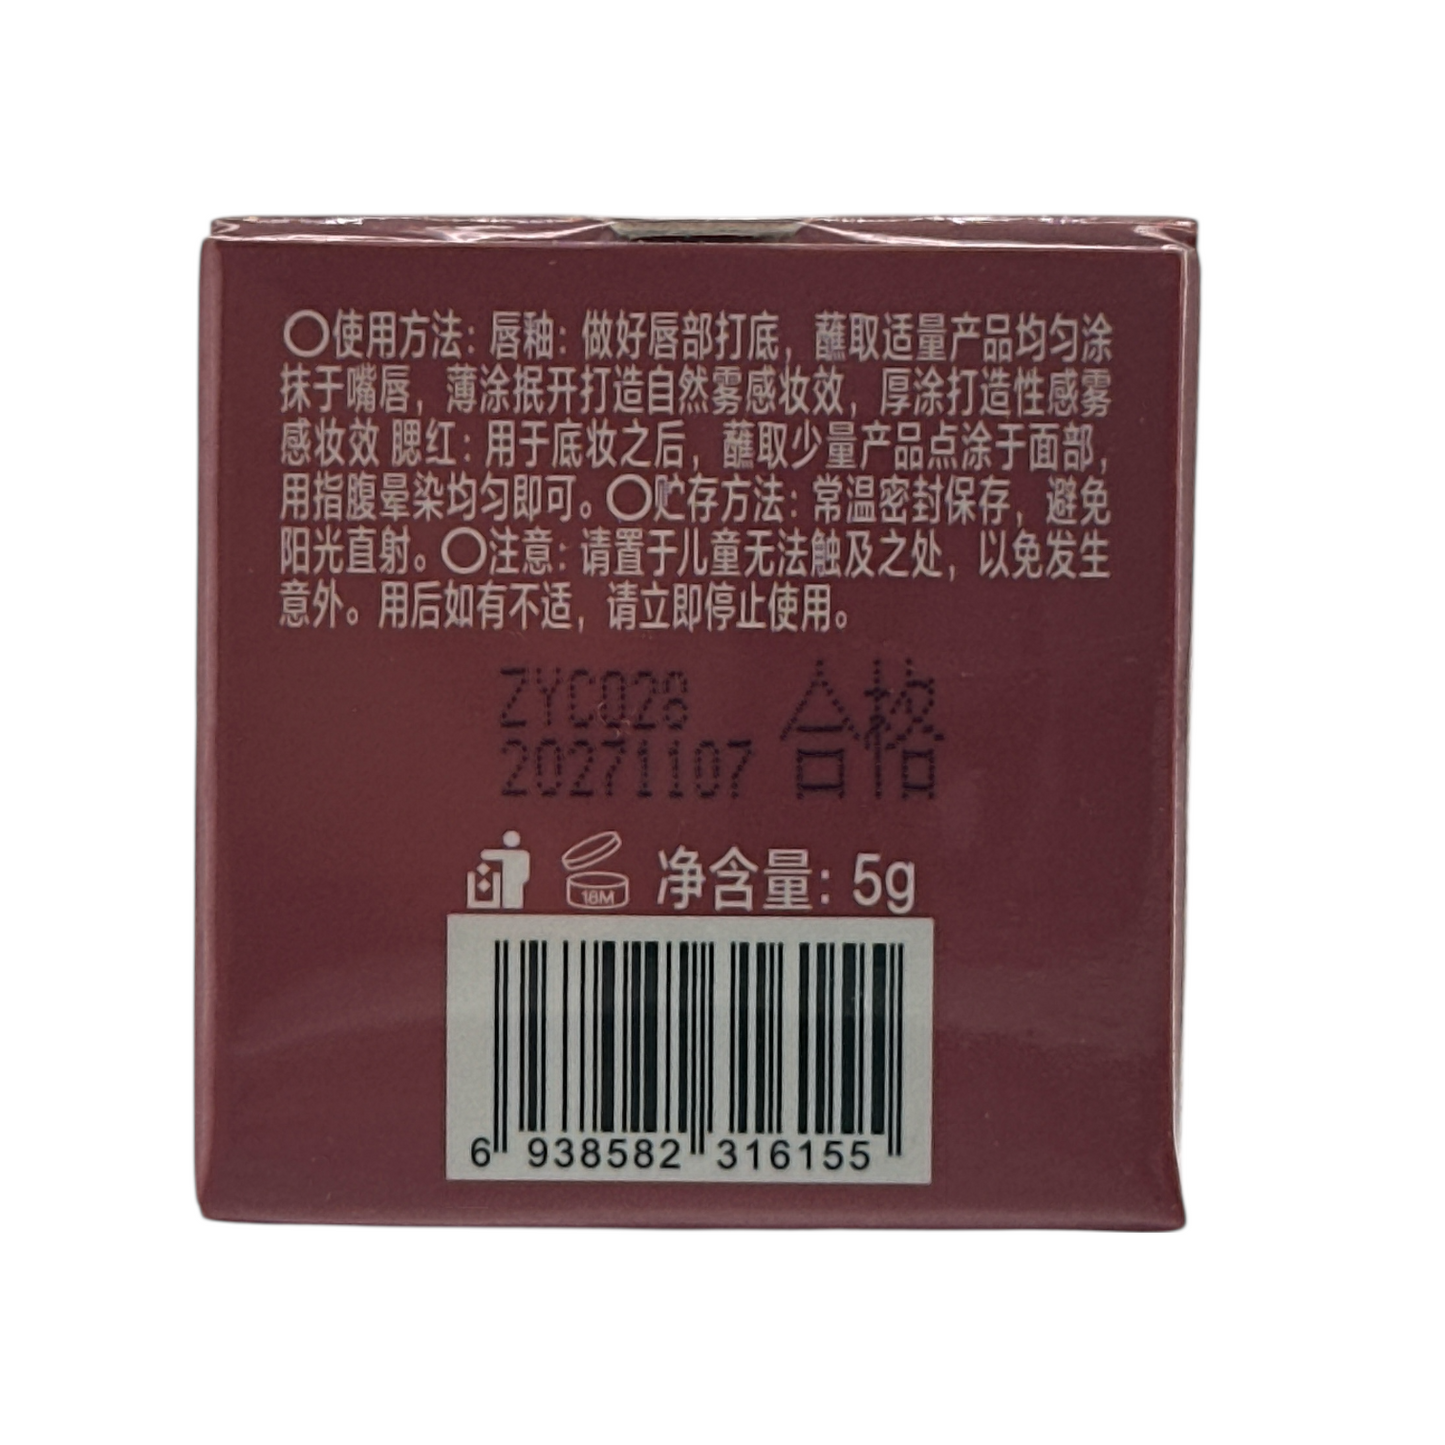 〇使用方法：唇釉：做好唇部打底，蘸取适量产品均匀涂
抹于嘴唇，薄涂抿开打造自然雾感妆效，厚涂打造性感雾
感妆效 腮红：用于底妆之后，蘸取少量产品点涂于面部，
用指腹晕染均匀即可。〇贮存方法：常温密封保存，避免
阳光直射。〇注意：请置于儿童无法触及之处，以免发生
意外。用后如有不适，请立即停止使用。
ZYC028 合格
20271107
18M 净含量：5g
6 938582 316155